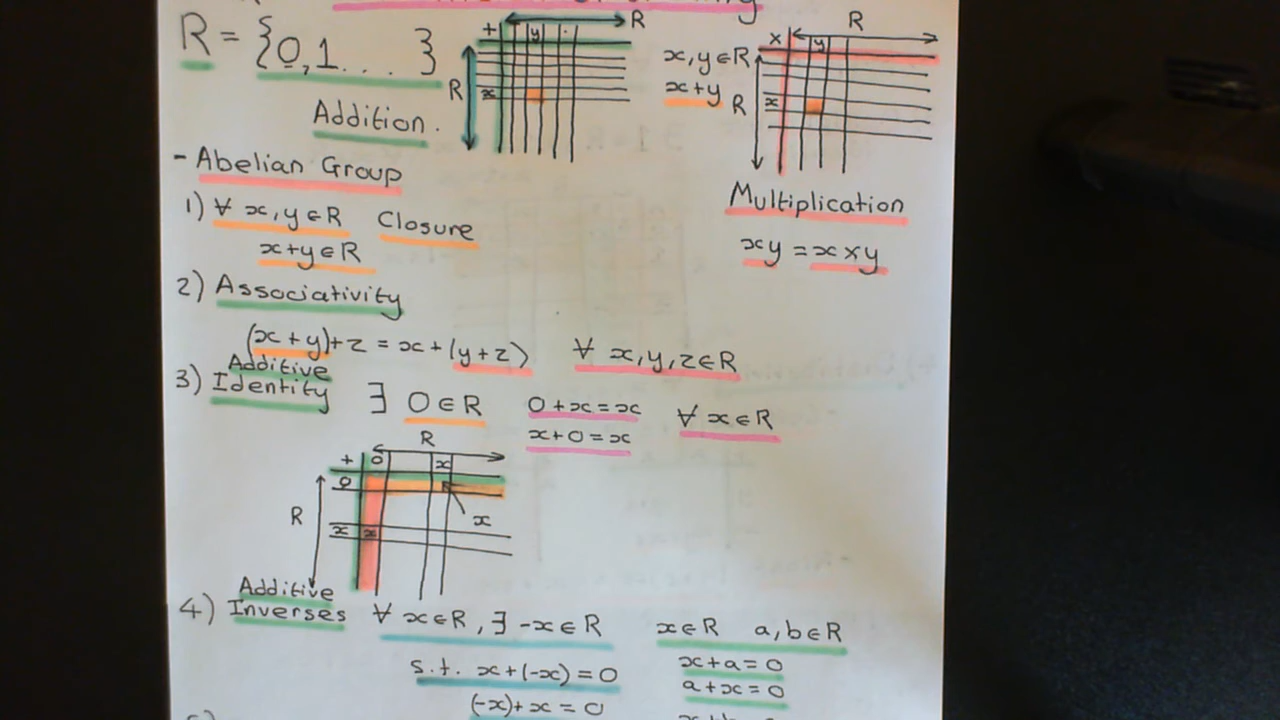 R = {0,1 . . . }
+ R
y
R x
x,y ∈ R
x+y
× R
y
R x
Addition.
- Abelian Group
Multiplication
1) ∀ x,y ∈ R Closure
x+y ∈ R
xy = x × y
2) Associativity
(x+y)+z = x+(y+z) ∀ x,y,z ∈ R
3) Additive
Identity ∃ 0 ∈ R 0+x=x ∀ x ∈ R
x+0=x
R
+ 0 x
0
R x
x x
4) Additive
Inverses ∀ x ∈ R, ∃ -x ∈ R x ∈ R a,b ∈ R
s.t. x+(-x) = 0 x+a=0
(-x)+x = 0 a+x=0